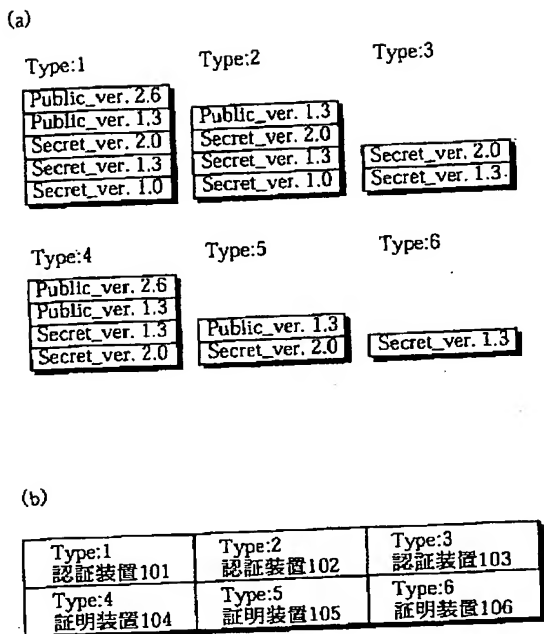 (a)
Type:1
Public_ver. 2.6
Public_ver. 1.3
Secret_ver. 2.0
Secret_ver. 1.3
Secret_ver. 1.0
Type:2
Public_ver. 1.3
Secret_ver. 2.0
Secret_ver. 1.3
Secret_ver. 1.0
Type:3
Secret_ver. 2.0
Secret_ver. 1.3
Type:4
Public_ver. 2.6
Public_ver. 1.3
Secret_ver. 1.3
Secret_ver. 2.0
Type:5
Public_ver. 1.3
Secret_ver. 2.0
Type:6
Secret_ver. 1.3
(b)
Type:1
認証装置101
Type:2
認証装置102
Type:3
認証装置103
Type:4
証明装置104
Type:5
証明装置105
Type:6
証明装置106